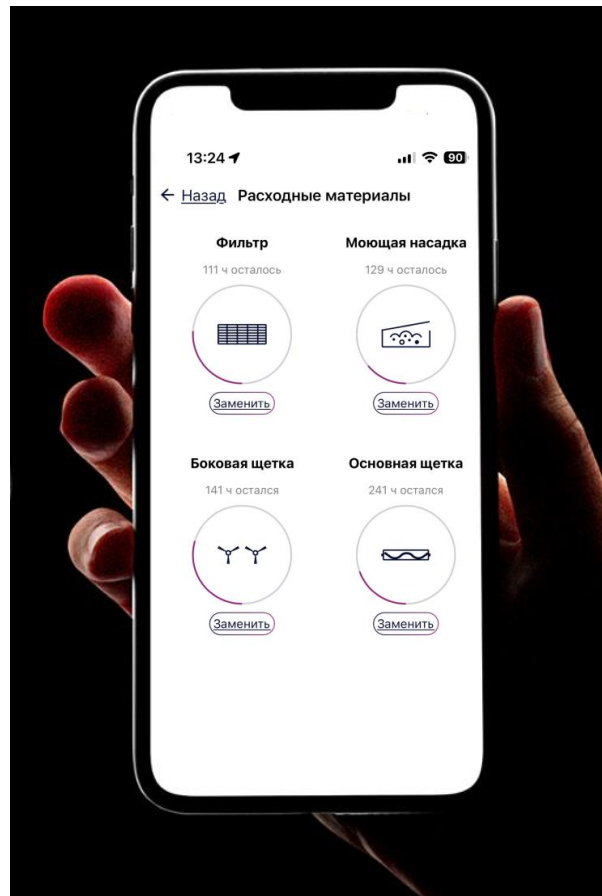 13:24
90
← Назад Расходные материалы
Фильтр
111 ч осталось
Заменить
Моющая насадка
129 ч осталось
Заменить
Боковая щетка
141 ч остался
Заменить
Основная щетка
241 ч остался
Заменить